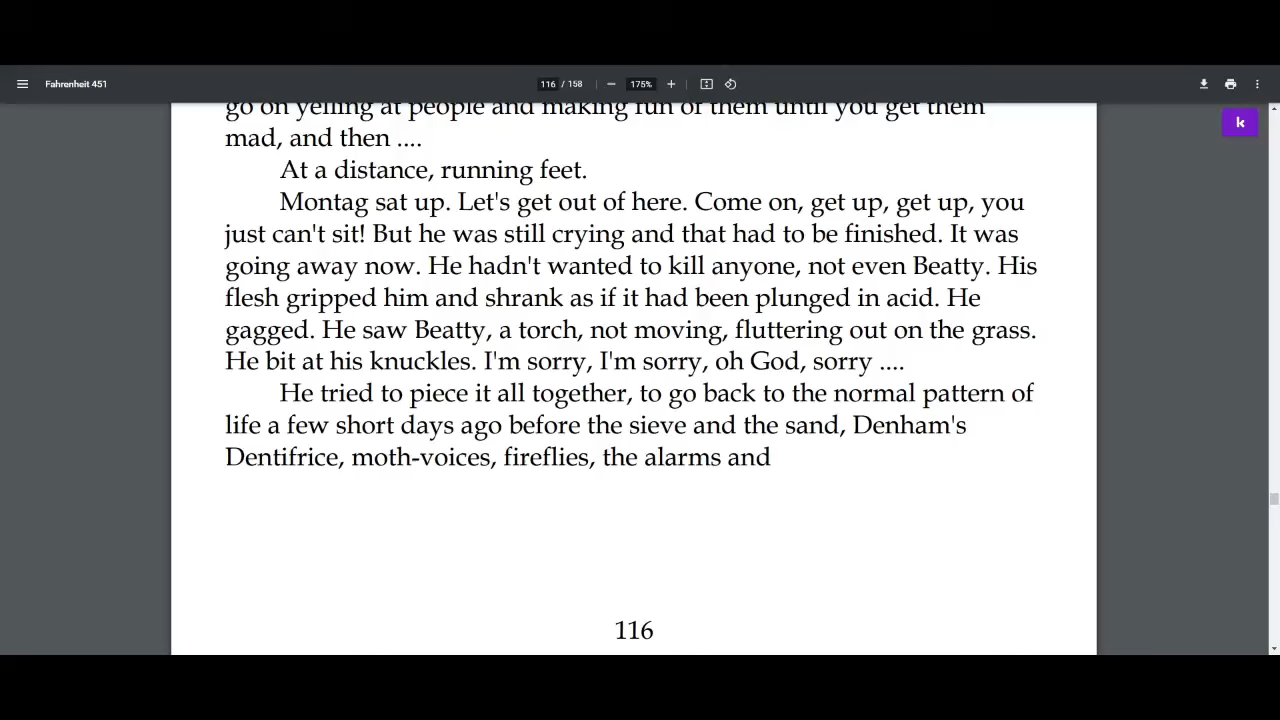 Fahrenheit 451
116 / 158
175%
k
go on yelling at people and making fun of them until you get them
mad, and then ....
At a distance, running feet.
Montag sat up. Let's get out of here. Come on, get up, get up, you
just can't sit! But he was still crying and that had to be finished. It was
going away now. He hadn't wanted to kill anyone, not even Beatty. His
flesh gripped him and shrank as if it had been plunged in acid. He
gagged. He saw Beatty, a torch, not moving, fluttering out on the grass.
He bit at his knuckles. I'm sorry, I'm sorry, oh God, sorry ....
He tried to piece it all together, to go back to the normal pattern of
life a few short days ago before the sieve and the sand, Denham's
Dentifrice, moth-voices, fireflies, the alarms and
116